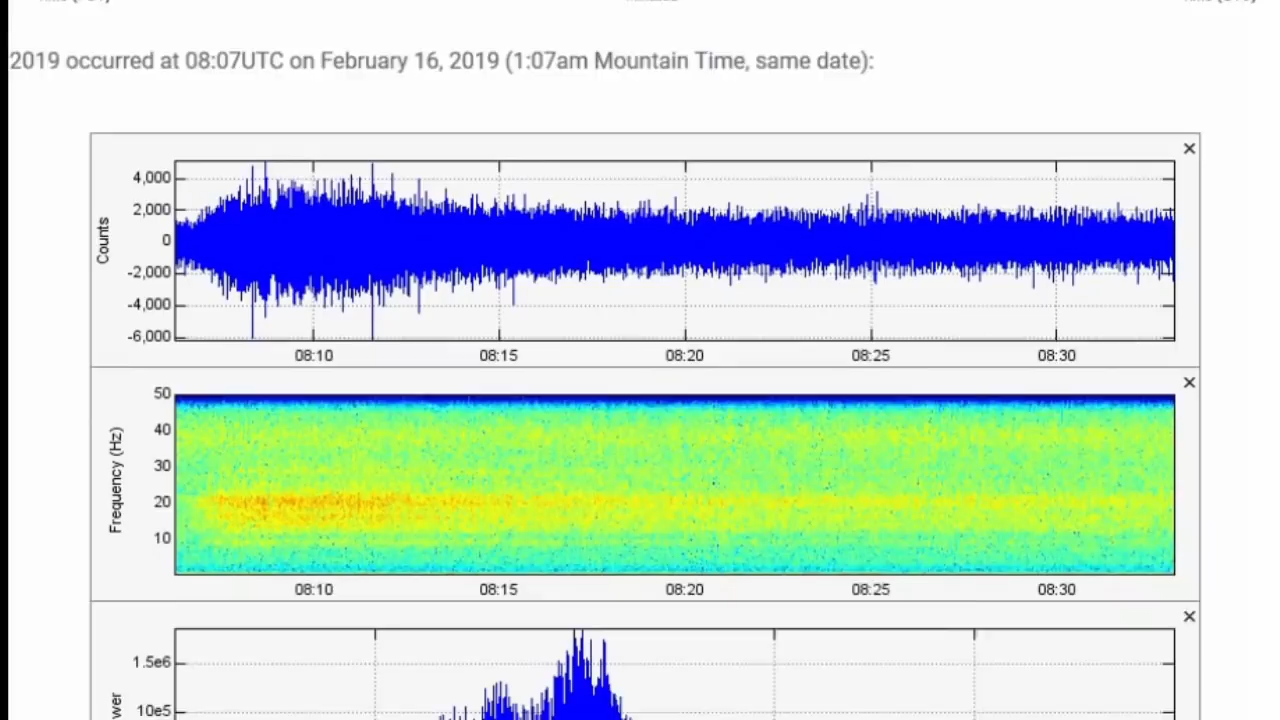 2019 occurred at 08:07UTC on February 16, 2019 (1:07am Mountain Time, same date):
×
4,000
2,000
0
-2,000
-4,000
-6,000
Counts
08:10 08:15 08:20 08:25 08:30
×
50
40
30
20
10
Frequency (Hz)
08:10 08:15 08:20 08:25 08:30
×
1.5e6
10e5